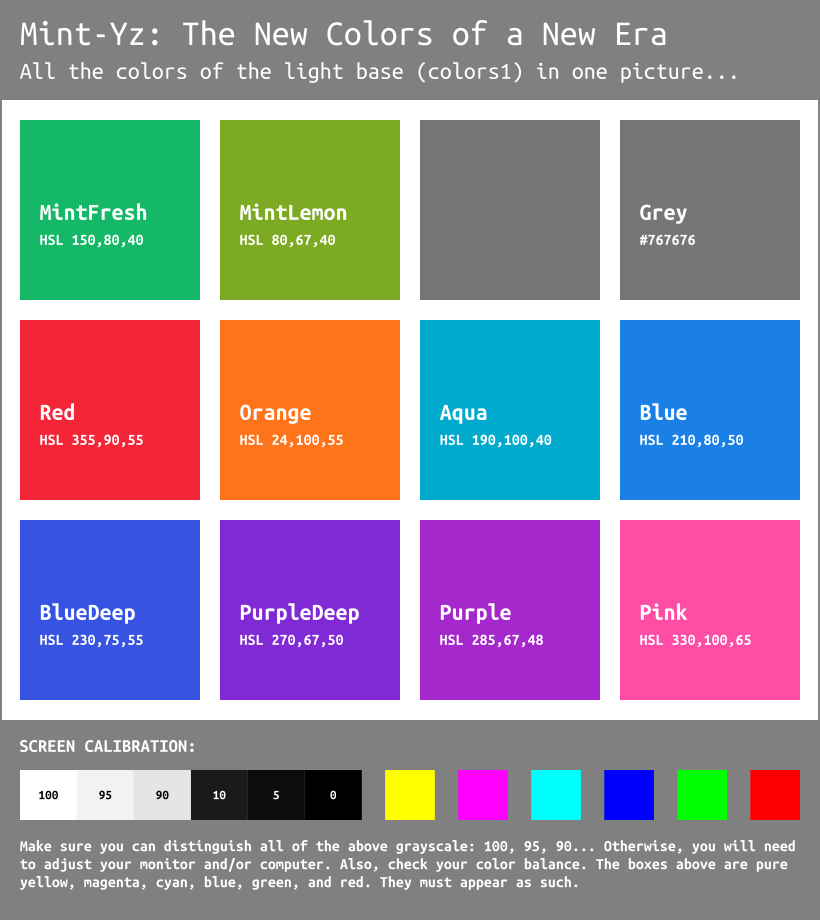 Mint-Yz: The New Colors of a New Era
All the colors of the light base (colors1) in one picture...
MintFresh
HSL 150,80,40
MintLemon
HSL 80,67,40
Grey
#767676
Red
HSL 355,90,55
Orange
HSL 24,100,55
Aqua
HSL 190,100,40
Blue
HSL 210,80,50
BlueDeep
HSL 230,75,55
PurpleDeep
HSL 270,67,50
Purple
HSL 285,67,48
Pink
HSL 330,100,65
SCREEN CALIBRATION:
100 95 90 10 5 0
Make sure you can distinguish all of the above grayscale: 100, 95, 90... Otherwise, you will need
to adjust your monitor and/or computer. Also, check your color balance. The boxes above are pure
yellow, magenta, cyan, blue, green, and red. They must appear as such.